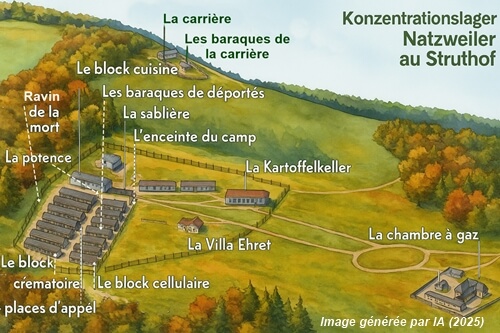 La carrière
Les baraques de
la carrière
Konzentrationslager
Natzweiler
au Struthof
Le block cuisine
Les baraques de déportés
Ravin
de la
mort
La sablière
L'enceinte du camp
La potence
La Kartoffelkeller
La Villa Ehret
La chambre à gaz
Le block
crématoire
Le block cellulaire
places d'appel
Image générée par IA (2025)